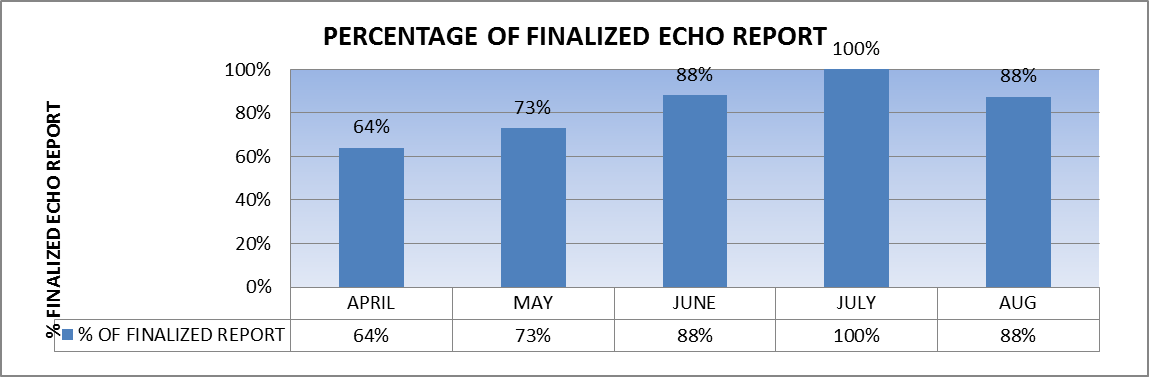 PERCENTAGE OF FINALIZED ECHO REPORT
% FINALIZED ECHO REPORT
100%
80%
60%
40%
20%
0%
64%
73%
88%
100%
88%
APRIL MAY JUNE JULY AUG
% OF FINALIZED REPORT 64% 73% 88% 100% 88%